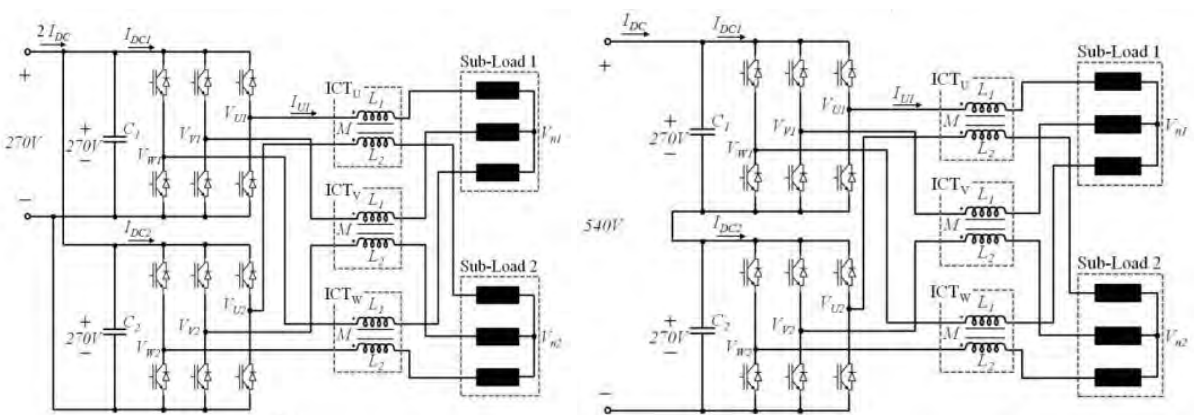 2 I_DC
I_DC1
+
270V
−
+
270V
−
C_1
V_U1
V_V1
V_W1
I_U1
ICT_U
L_1
M
L_2
ICT_V
L_1
M
L_2
ICT_W
L_1
M
L_2
Sub-Load 1
V_n1
I_DC2
+
270V
−
C_2
V_U2
V_V2
V_W2
Sub-Load 2
V_n2
I_DC
I_DC1
+
540V
−
+
270V
−
C_1
V_U1
V_V1
V_W1
I_U1
ICT_U
L_1
M
L_2
ICT_V
L_1
M
L_2
ICT_W
L_1
M
L_2
Sub-Load 1
V_n1
I_DC2
+
270V
−
C_2
V_U2
V_V2
V_W2
Sub-Load 2
V_n2